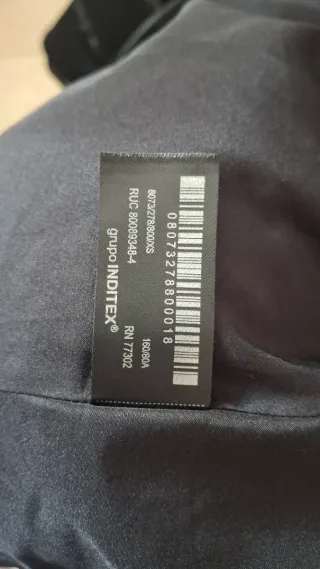 08073278800018
8073/278/800/XS
160/80A
RUC 80089348-4
RN 77302
grupo INDITEX®